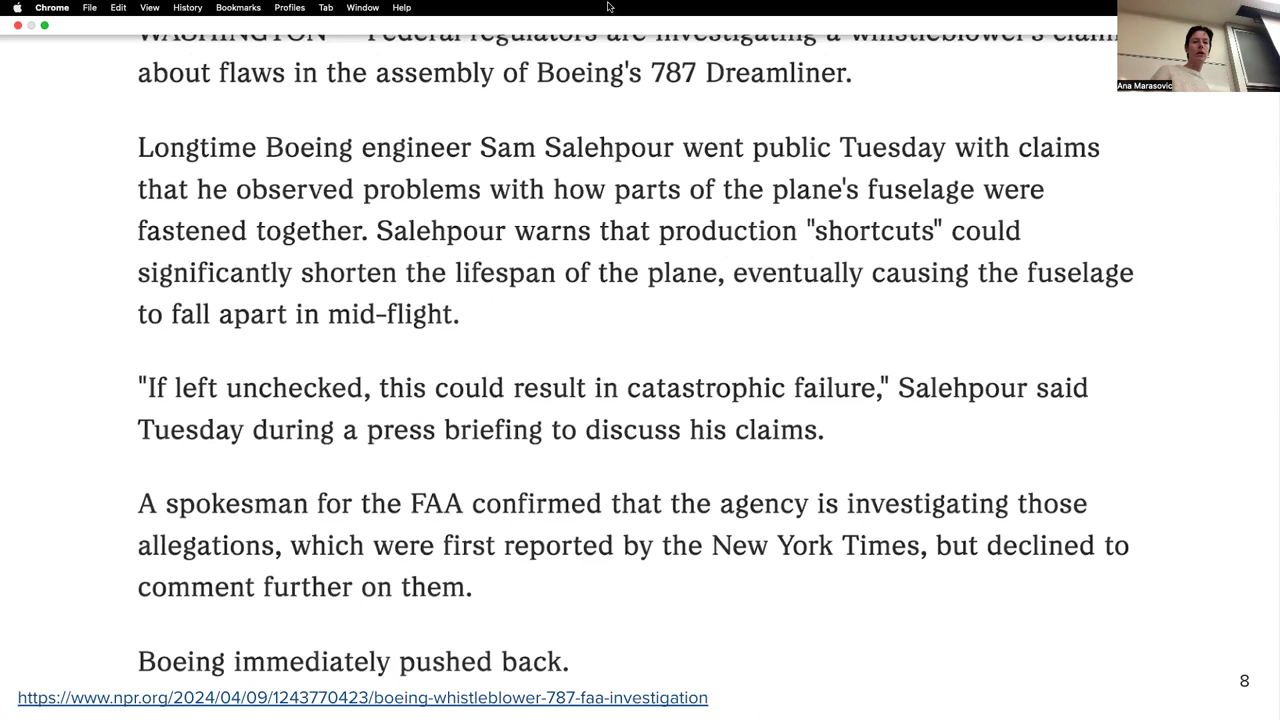 Chrome File Edit View History Bookmarks Profiles Tab Window Help
Ana Marasovic
WASHINGTON — Federal regulators are investigating a whistleblower's claim
about flaws in the assembly of Boeing's 787 Dreamliner.
Longtime Boeing engineer Sam Salehpour went public Tuesday with claims
that he observed problems with how parts of the plane's fuselage were
fastened together. Salehpour warns that production "shortcuts" could
significantly shorten the lifespan of the plane, eventually causing the fuselage
to fall apart in mid-flight.
"If left unchecked, this could result in catastrophic failure," Salehpour said
Tuesday during a press briefing to discuss his claims.
A spokesman for the FAA confirmed that the agency is investigating those
allegations, which were first reported by the New York Times, but declined to
comment further on them.
Boeing immediately pushed back.
8
https://www.npr.org/2024/04/09/1243770423/boeing-whistleblower-787-faa-investigation